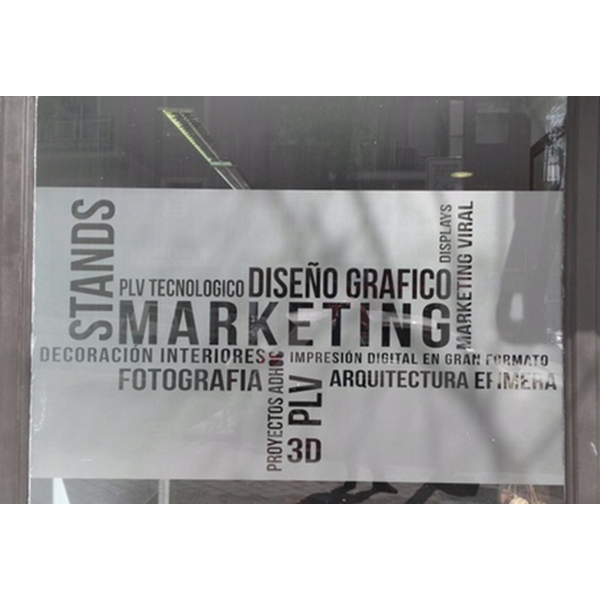 STANDS
DISPLAYS
MARKETING VIRAL
PLV TECNOLOGICO
DISEÑO GRAFICO
MARKETING
DECORACIÓN INTERIORES
IMPRESIÓN DIGITAL EN GRAN FORMATO
FOTOGRAFIA
PROYECTOS ADHOC
PLV
ARQUITECTURA EFIMERA
3D